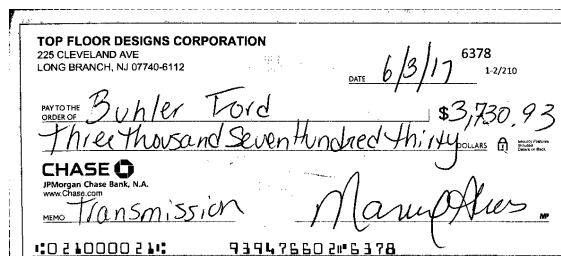 TOP FLOOR DESIGNS CORPORATION
225 CLEVELAND AVE
LONG BRANCH, NJ 07740-6112
6378
DATE 6/3/17 1-2/210
PAY TO THE ORDER OF Buhler Ford $3,730.93
Three thousand Seven Hundred thirty DOLLARS
CHASE
JPMorgan Chase Bank, N.A.
www.Chase.com
MEMO Transmission MP
⑆021000021⑆ 939476602⑈6378